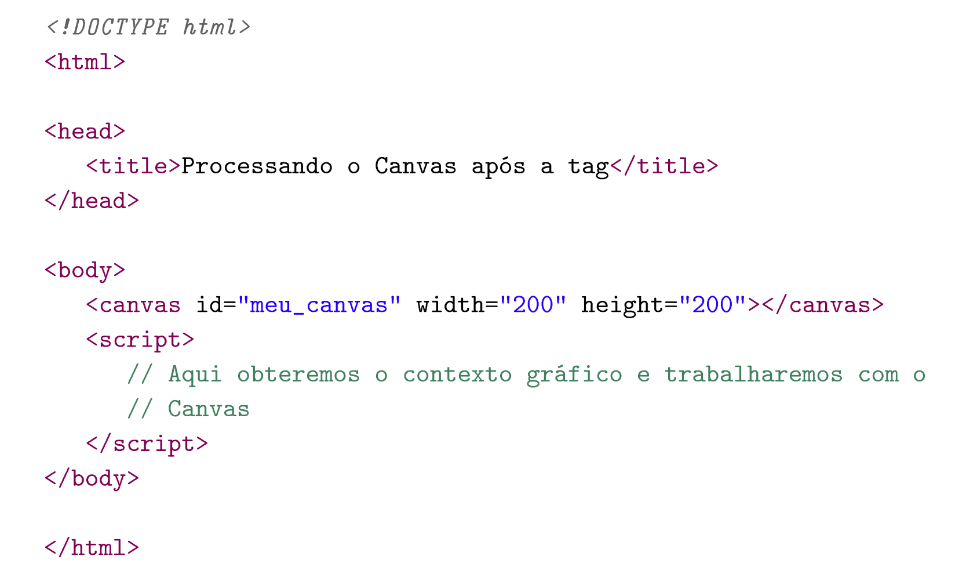 <!DOCTYPE html>
<html>
<head>
<title>Processando o Canvas após a tag</title>
</head>
<body>
<canvas id="meu_canvas" width="200" height="200"></canvas>
<script>
// Aqui obteremos o contexto gráfico e trabalharemos com o
// Canvas
</script>
</body>
</html>